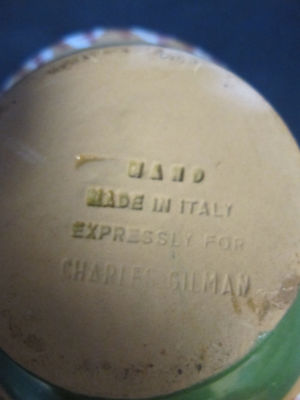 HAND
MADE IN ITALY
EXPRESSLY FOR
CHARLES GILMAN